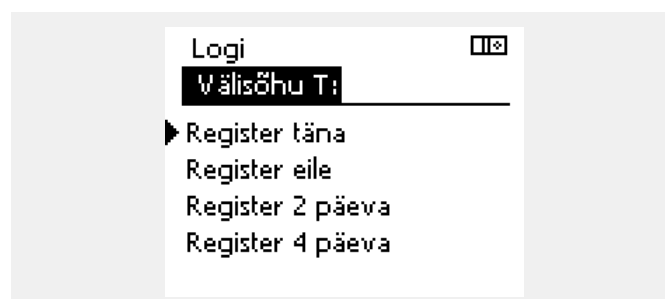 Logi
Välisõhu T:
Register täna
Register eile
Register 2 päeva
Register 4 päeva